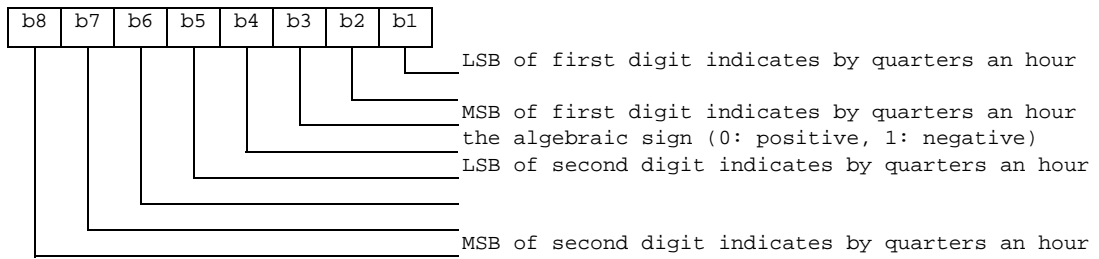 b8 b7 b6 b5 b4 b3 b2 b1
LSB of first digit indicates by quarters an hour
MSB of first digit indicates by quarters an hour
the algebraic sign (0: positive, 1: negative)
LSB of second digit indicates by quarters an hour
MSB of second digit indicates by quarters an hour